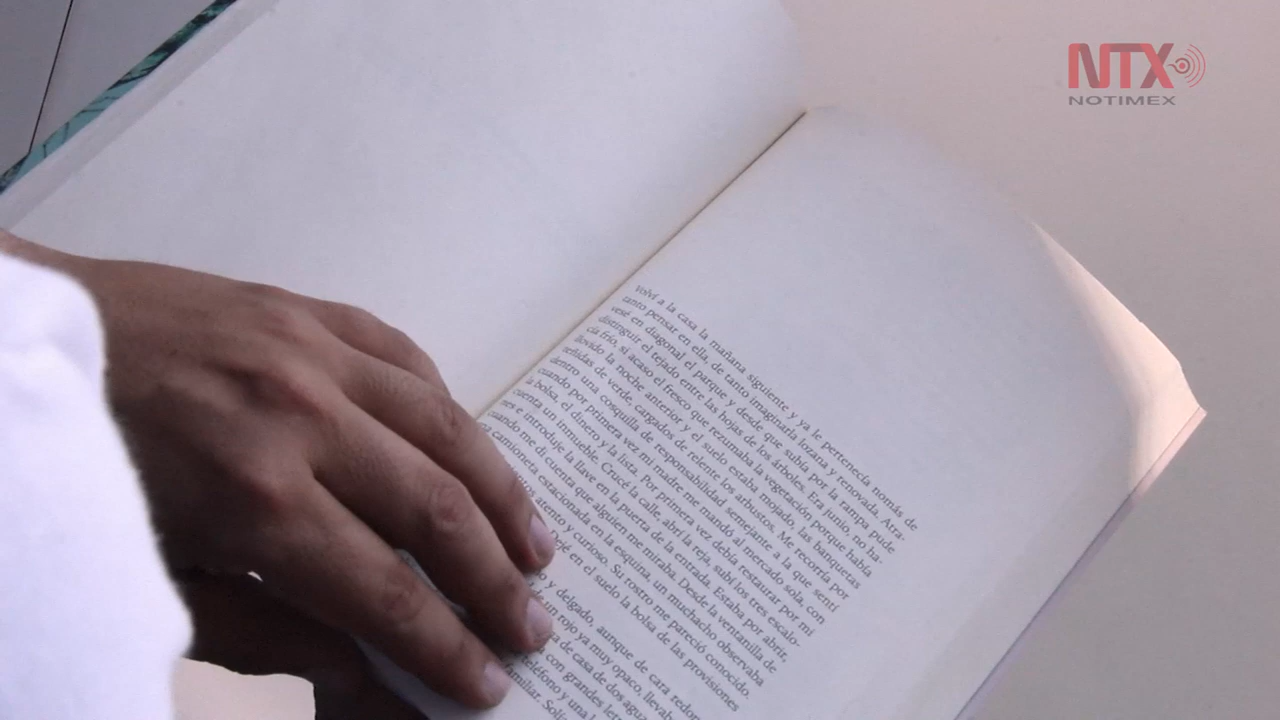 NTX
NOTIMEX
Volví a la casa la mañana siguiente y ya le pertenecía nomás de
tanto pensar en ella, de tanto imaginarla lozana y renovada. Atra-
vesé en diagonal el parque y desde que subía por la rampa pude
distinguir el tejado entre las hojas de los árboles. Era junio, no ha-
cía frío, si acaso el fresco que rezumaba la vegetación porque había
llovido la noche anterior y el suelo estaba mojado, las banquetas
teñidas de verde, cargados de relente los arbustos. Me recorría por
dentro una cosquilla de responsabilidad semejante a la que sentí
cuando por primera vez mi madre me mandó al mercado sola, con
la bolsa, el dinero y la lista. Por primera vez debía restaurar por mi
cuenta un inmueble. Crucé la calle, abrí la reja, subí los tres escalo-
nes e introduje la llave en la puerta de la entrada. Estaba por abrir,
cuando me di cuenta que alguien me miraba. Desde la ventanilla de
camioneta estacionada en la esquina, un muchacho observaba
atento y curioso. Su rostro me pareció conocido.
Dejé en el suelo la bolsa de las provisiones
y delgado, aunque de cara redon
de un rojo ya muy opaco, llevab
de casa de dos agua
con grandes letr
teléfono y una l
familiar.